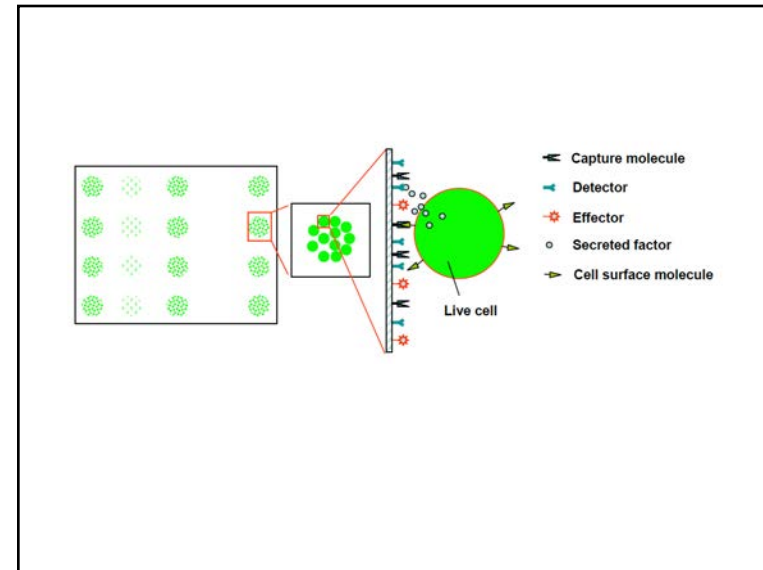 Capture molecule
Detector
Effector
Secreted factor
Cell surface molecule
Live cell